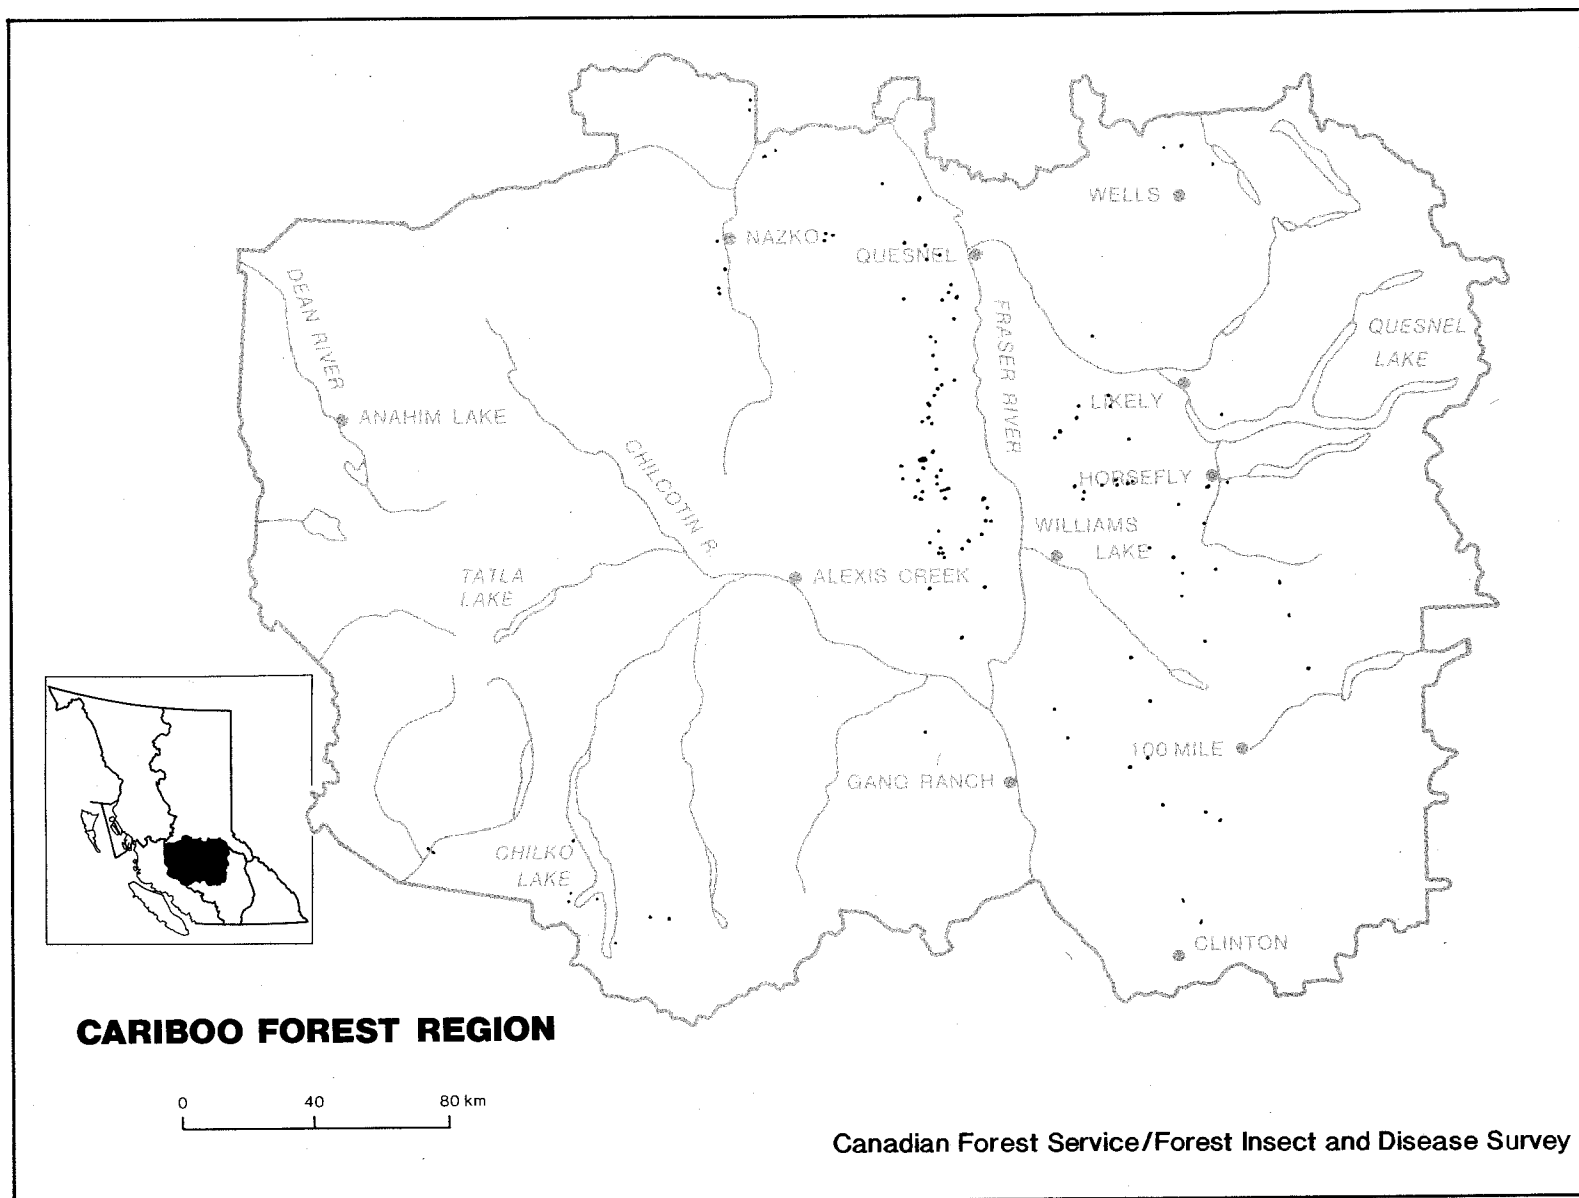 WELLS
NAZKO
QUESNEL
DEAN RIVER
FRASER RIVER
QUESNEL
LAKE
LIKELY
ANAHIM LAKE
CHILCOTIN R.
HORSEFLY
WILLIAMS
LAKE
TATLA
LAKE
ALEXIS CREEK
100 MILE
GANG RANCH
CHILKO
LAKE
CLINTON
CARIBOO FOREST REGION
0 40 80 km
Canadian Forest Service/Forest Insect and Disease Survey